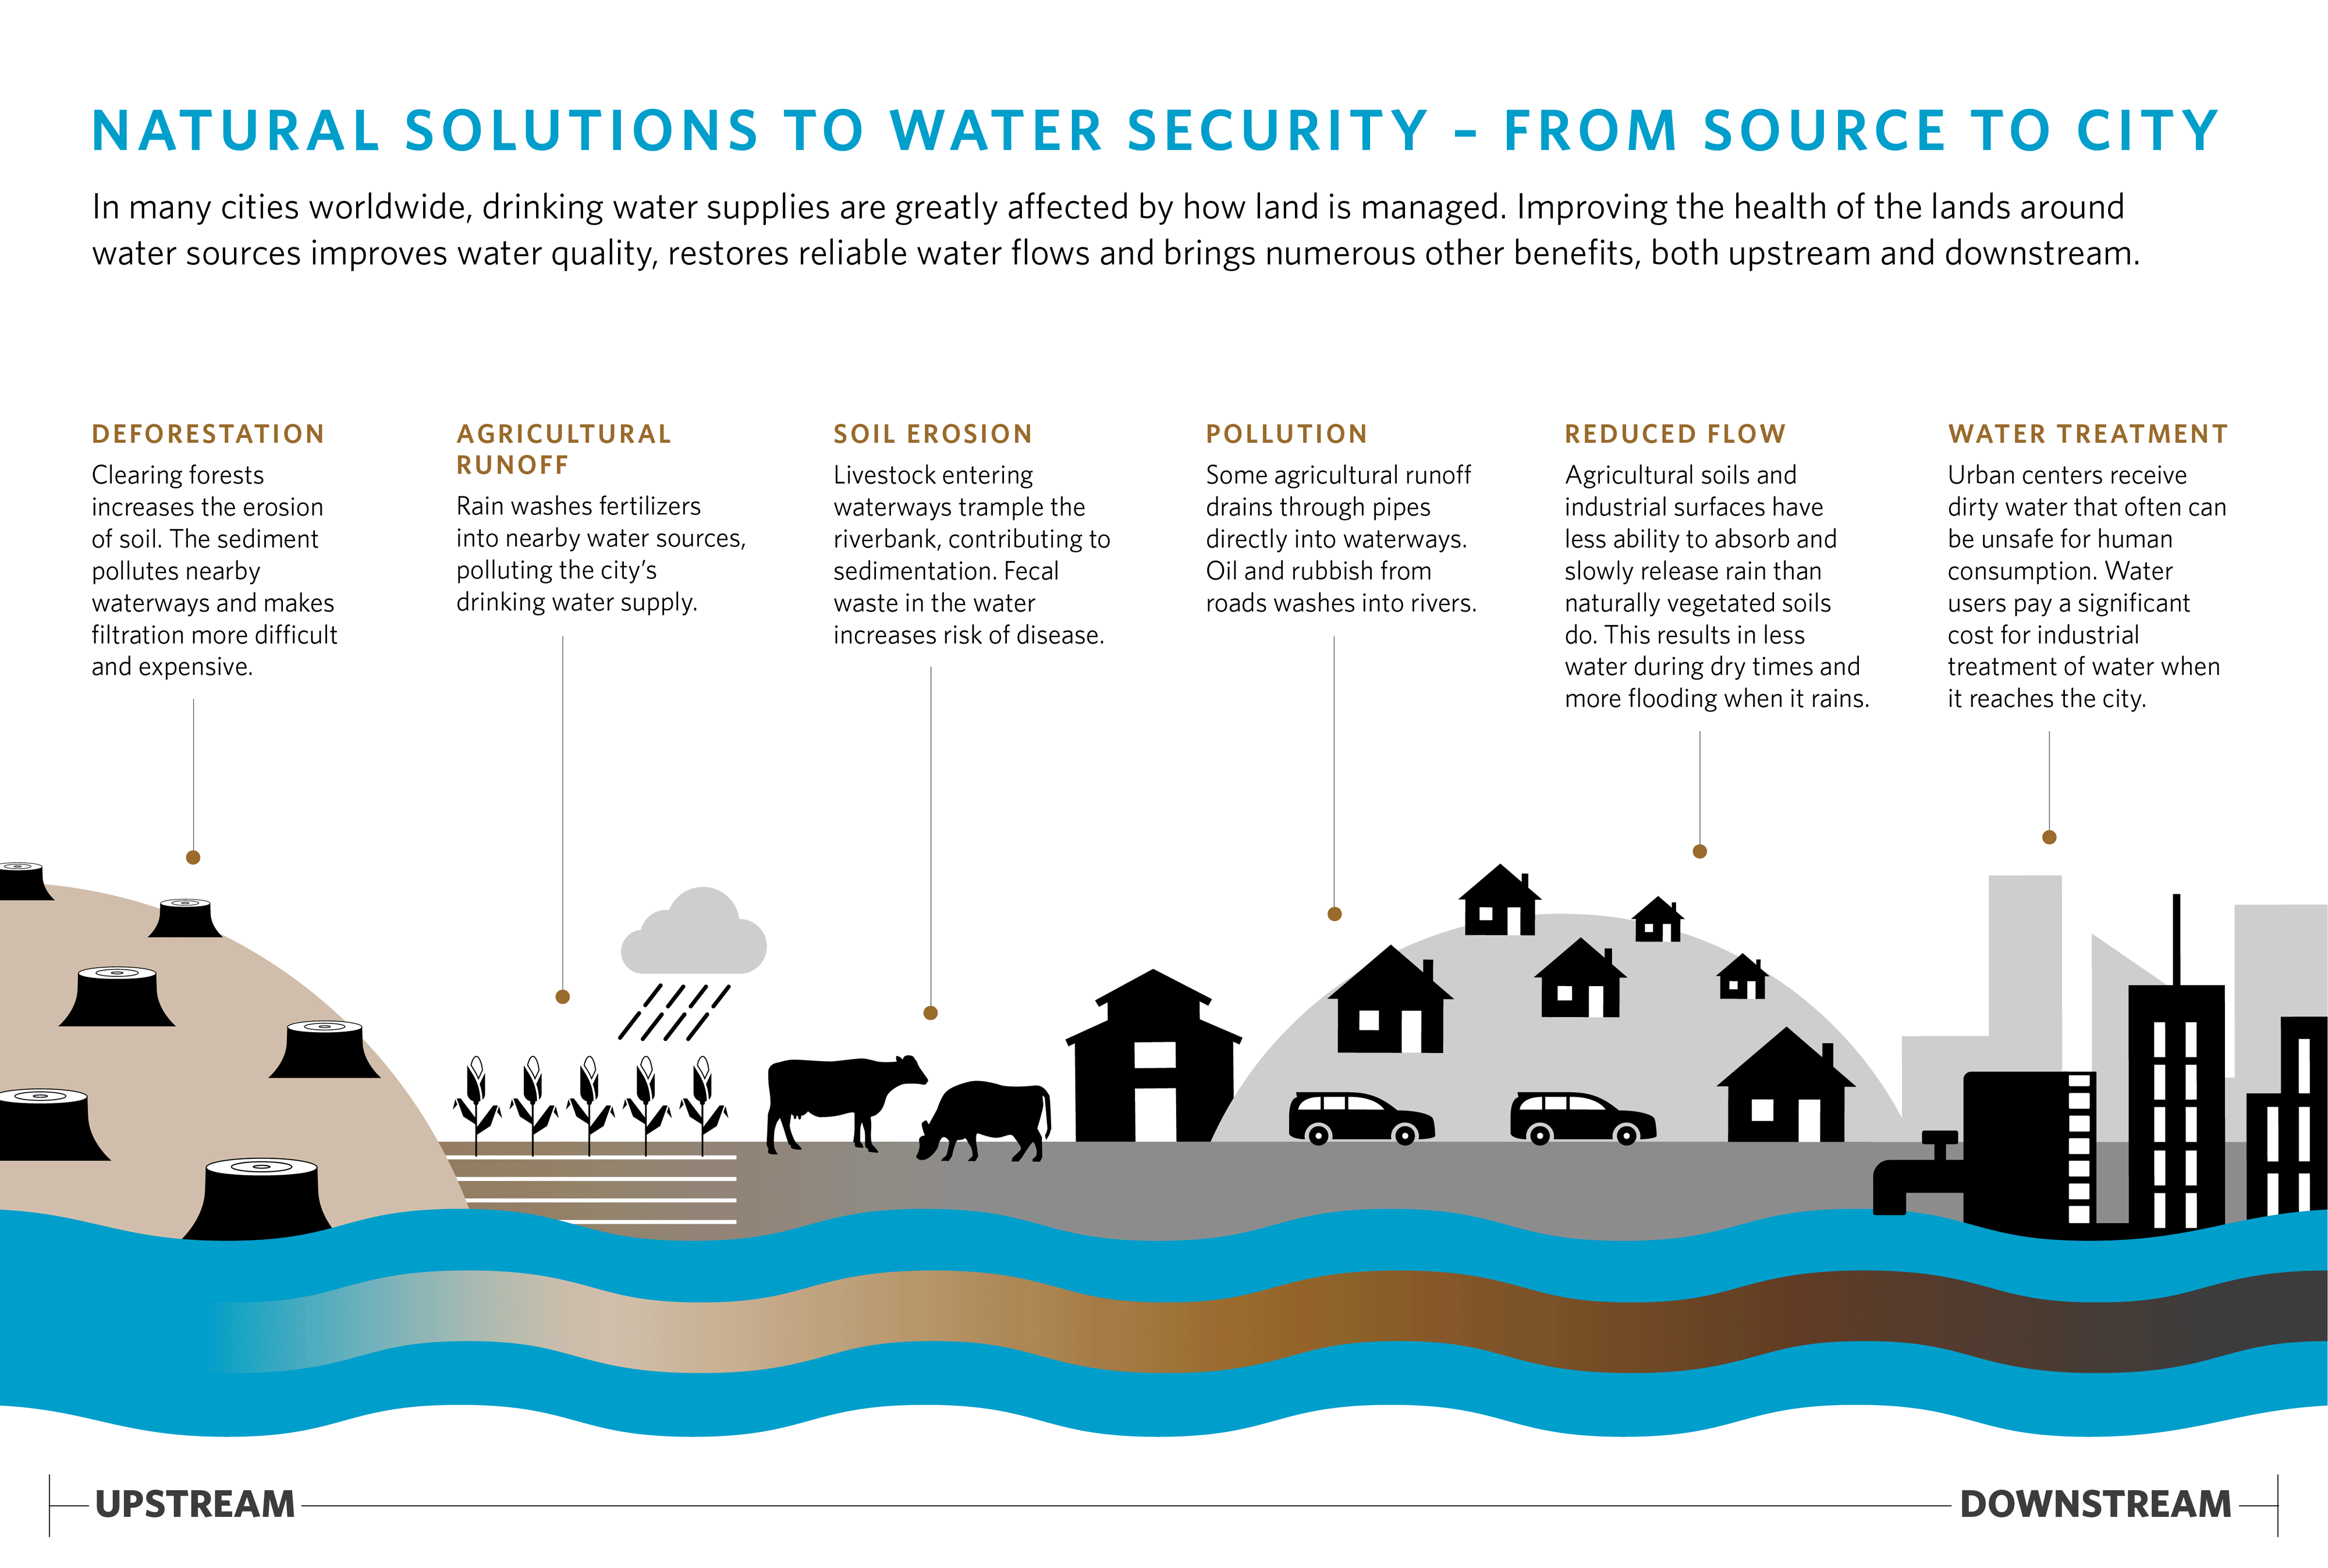 NATURAL SOLUTIONS TO WATER SECURITY – FROM SOURCE TO CITY
In many cities worldwide, drinking water supplies are greatly affected by how land is managed. Improving the health of the lands around
water sources improves water quality, restores reliable water flows and brings numerous other benefits, both upstream and downstream.
DEFORESTATION
Clearing forests
increases the erosion
of soil. The sediment
pollutes nearby
waterways and makes
filtration more difficult
and expensive.
AGRICULTURAL
RUNOFF
Rain washes fertilizers
into nearby water sources,
polluting the city’s
drinking water supply.
SOIL EROSION
Livestock entering
waterways trample the
riverbank, contributing to
sedimentation. Fecal
waste in the water
increases risk of disease.
POLLUTION
Some agricultural runoff
drains through pipes
directly into waterways.
Oil and rubbish from
roads washes into rivers.
REDUCED FLOW
Agricultural soils and
industrial surfaces have
less ability to absorb and
slowly release rain than
naturally vegetated soils
do. This results in less
water during dry times and
more flooding when it rains.
WATER TREATMENT
Urban centers receive
dirty water that often can
be unsafe for human
consumption. Water
users pay a significant
cost for industrial
treatment of water when
it reaches the city.
UPSTREAM
DOWNSTREAM